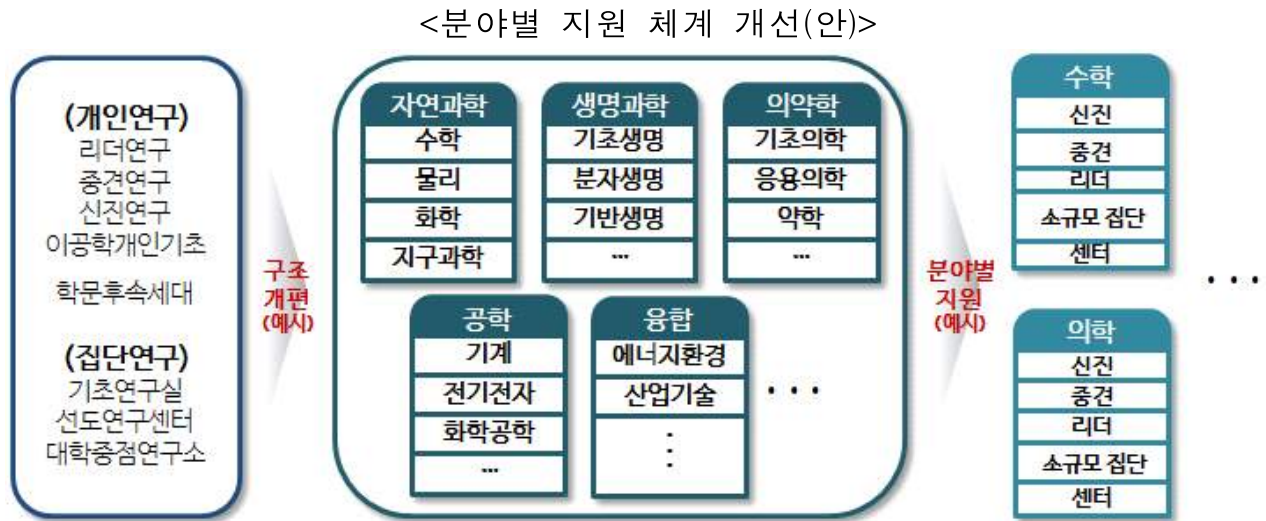 <분야별 지원 체계 개선(안)>
(개인연구)
리더연구
중견연구
신진연구
이공학개인기초
학문후속세대
(집단연구)
기초연구실
선도연구센터
대학중점연구소
구조
개편
(예시)
자연과학
수학
물리
화학
지구과학
생명과학
기초생명
분자생명
기반생명
...
의약학
기초의학
응용의학
약학
...
공학
기계
전기전자
화학공학
...
융합
에너지환경
산업기술
...
...
분야별
지원
(예시)
수학
신진
중견
리더
소규모 집단
센터
의학
신진
중견
리더
소규모 집단
센터
...